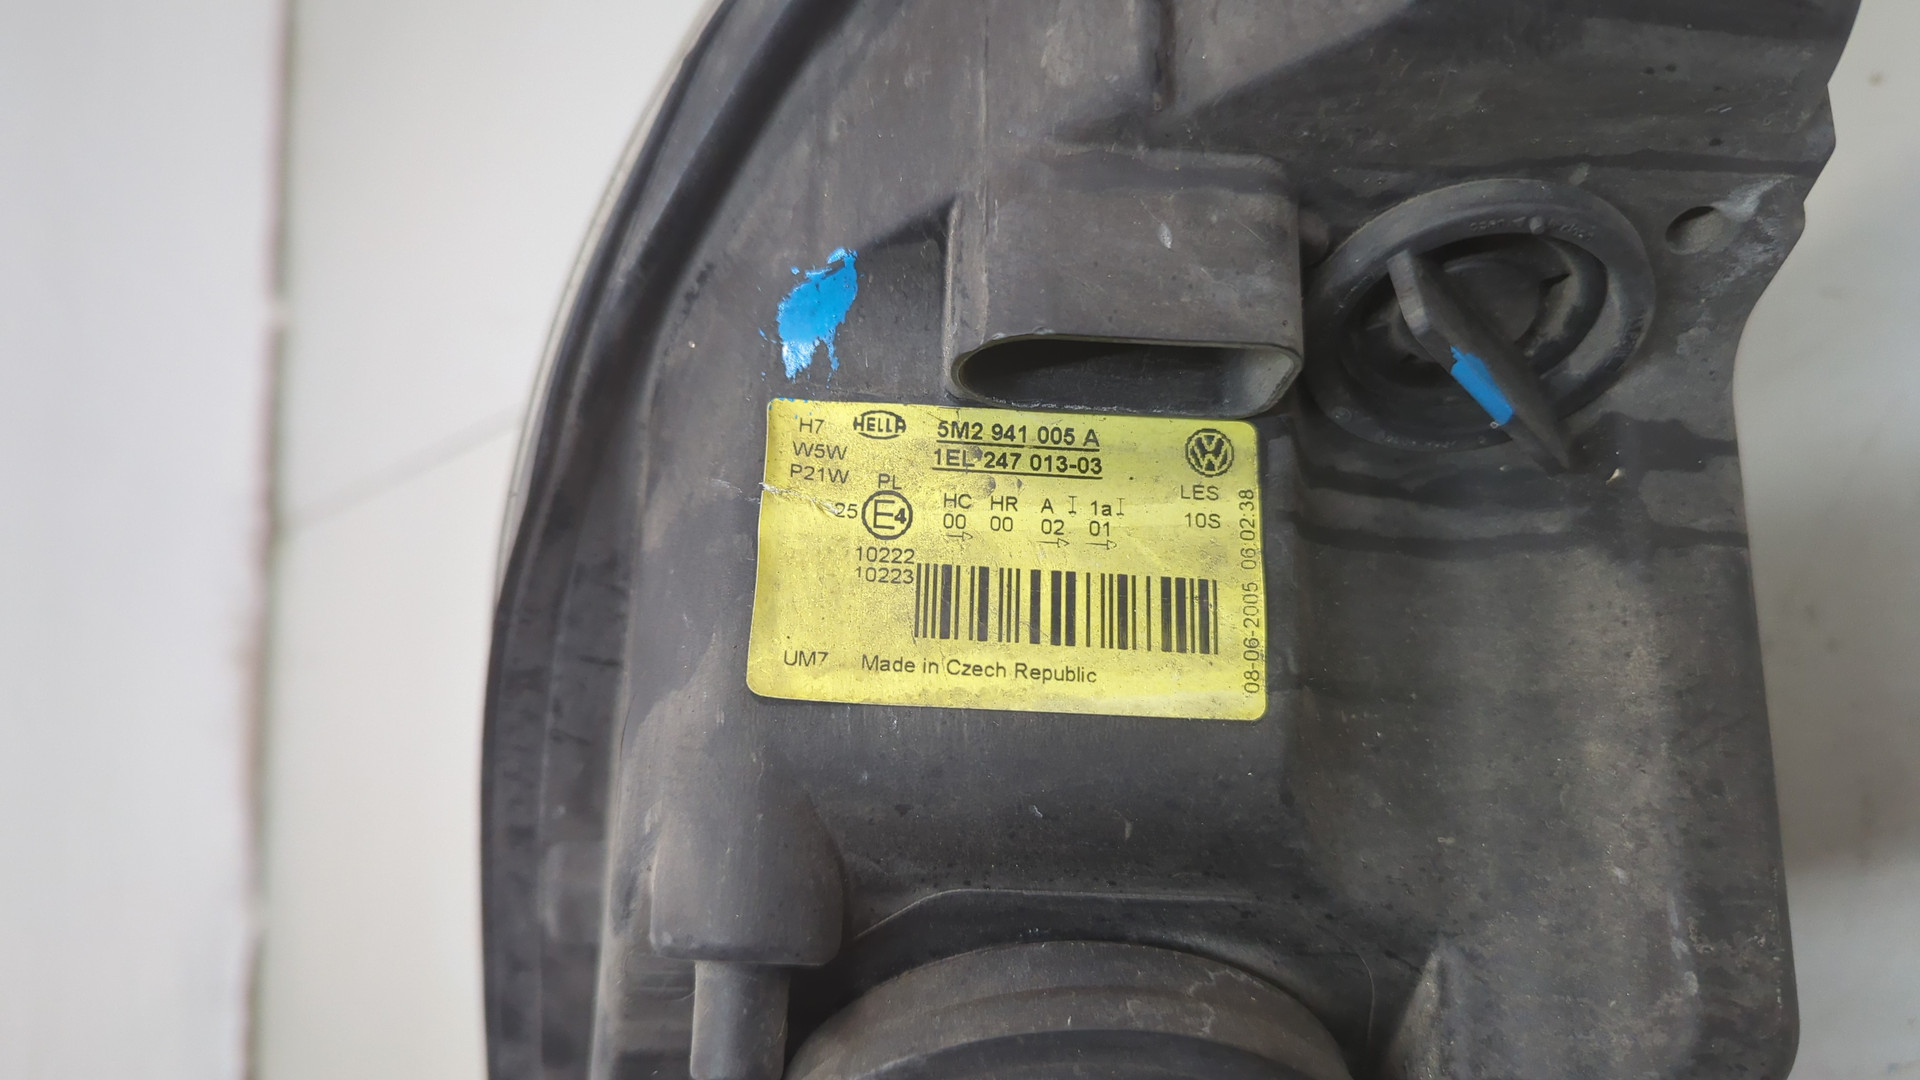 H7 HELLA 5M2 941 005 A
W5W 1EL 247 013-03
P21W PL
HC HR A 1a LES
25 E4 00 00 02 01 10S
10222
10223
UM7 Made in Czech Republic
08-06-2005 06:02:38